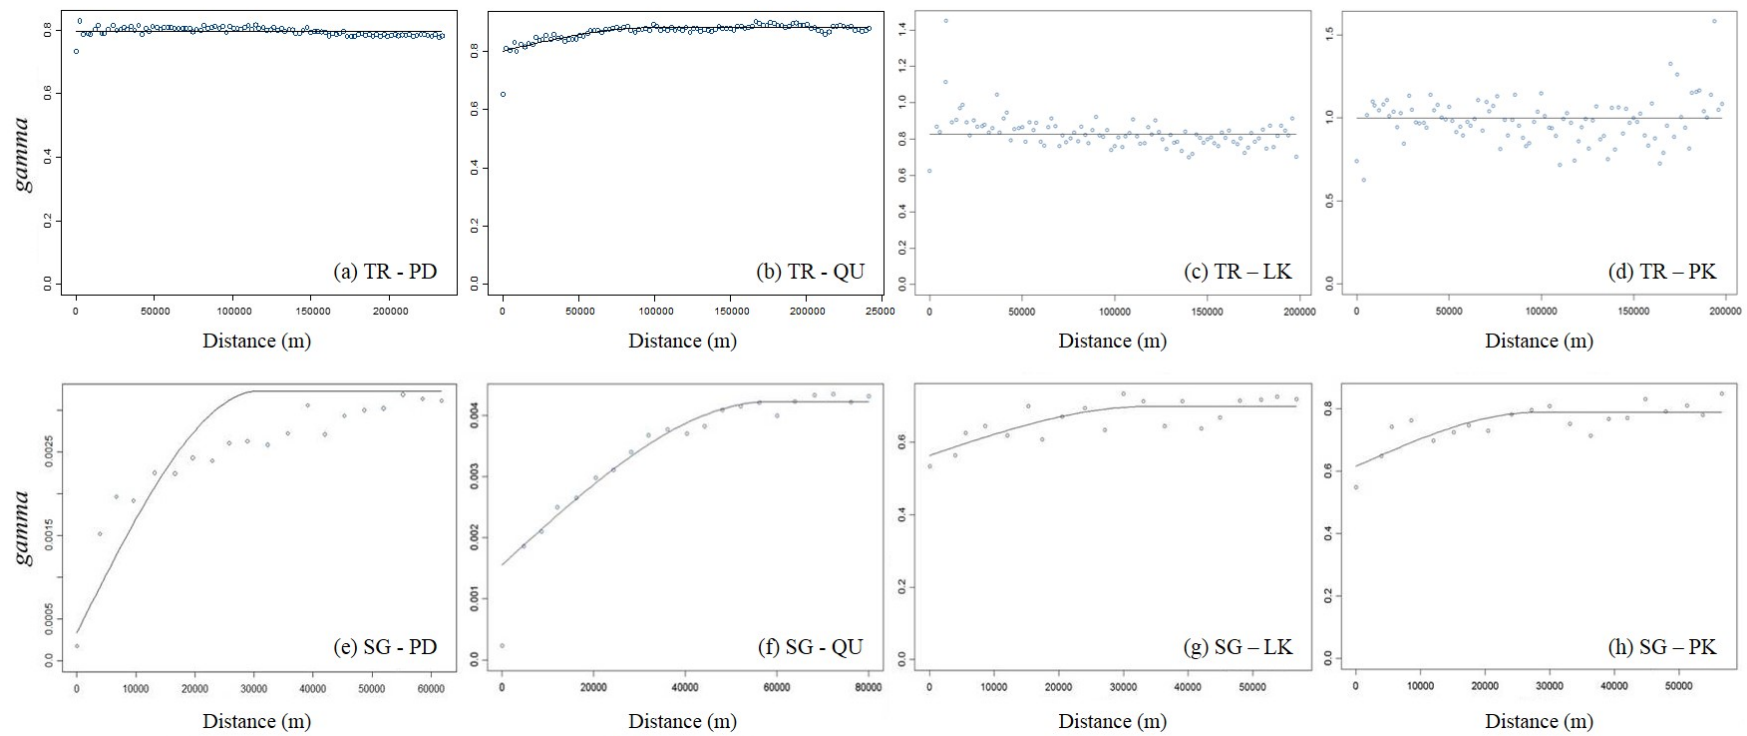 gamma
0.0 0.2 0.4 0.6 0.8
0 50000 100000 150000 200000
(a) TR - PD
Distance (m)
0.0 0.2 0.4 0.6 0.8
0 50000 100000 150000 200000 25000
(b) TR - QU
Distance (m)
0.0 0.2 0.4 0.6 0.8 1.0 1.2 1.4
0 50000 100000 150000 200000
(c) TR – LK
Distance (m)
0.0 0.5 1.0 1.5
0 50000 100000 150000 200000
(d) TR – PK
Distance (m)
gamma
0.0 0.0005 0.0015 0.0025
0 10000 20000 30000 40000 50000 60000
(e) SG - PD
Distance (m)
0.0 0.001 0.002 0.003 0.004
0 20000 40000 60000 80000
(f) SG - QU
Distance (m)
0.0 0.2 0.4 0.6
0 10000 20000 30000 40000 50000
(g) SG – LK
Distance (m)
0.0 0.2 0.4 0.6 0.8
0 10000 20000 30000 40000 50000
(h) SG – PK
Distance (m)